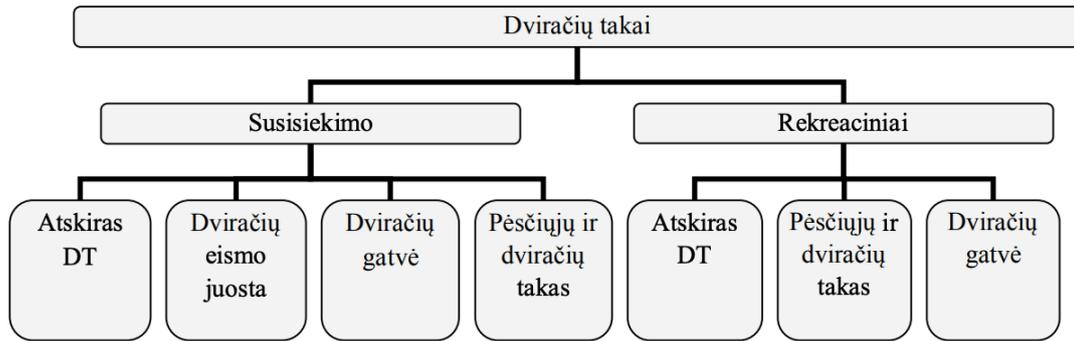 Dviračių takai
Susisiekimo
Rekreaciniai
Atskiras
DT
Dviračių
eismo
juosta
Dviračių
gatvė
Pėsčiųjų ir
dviračių
takas
Atskiras
DT
Pėsčiųjų ir
dviračių
takas
Dviračių
gatvė